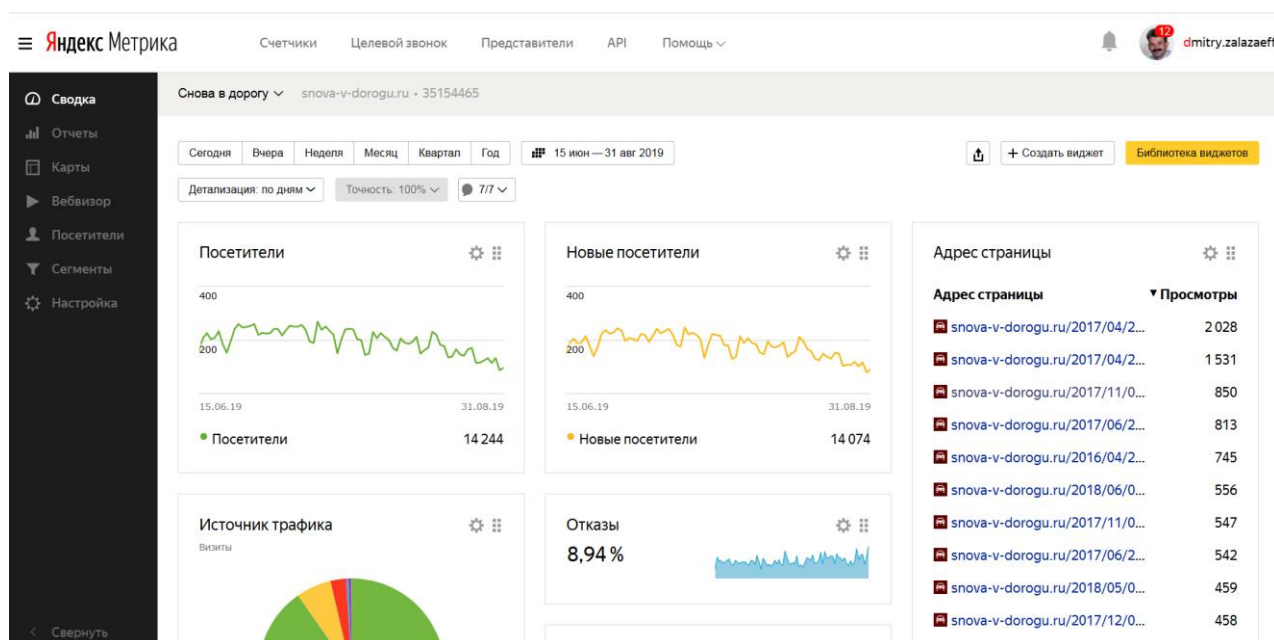 Яндекс Метрика Счетчики Целевой звонок Представители API Помощь 12 dmitry.zalazaeff
Снова в дорогу snova-v-dorogu.ru • 35154465
Сводка
Отчеты
Карты
Вебвизор
Посетители
Сегменты
Настройка
Свернуть
Сегодня Вчера Неделя Месяц Квартал Год 15 июн — 31 авг 2019 + Создать виджет Библиотека виджетов
Детализация: по дням Точность: 100% 7/7
Посетители
400
200
15.06.19 31.08.19
Посетители 14 244
Новые посетители
400
200
15.06.19 31.08.19
Новые посетители 14 074
Адрес страницы
Адрес страницы ▼ Просмотры
snova-v-dorogu.ru/2017/04/2... 2 028
snova-v-dorogu.ru/2017/04/2... 1 531
snova-v-dorogu.ru/2017/11/0... 850
snova-v-dorogu.ru/2017/06/2... 813
snova-v-dorogu.ru/2016/04/2... 745
snova-v-dorogu.ru/2018/06/0... 556
snova-v-dorogu.ru/2017/11/0... 547
snova-v-dorogu.ru/2017/06/2... 542
snova-v-dorogu.ru/2018/05/0... 459
snova-v-dorogu.ru/2017/12/0... 458
Источник трафика
Визиты
Отказы
8,94 %